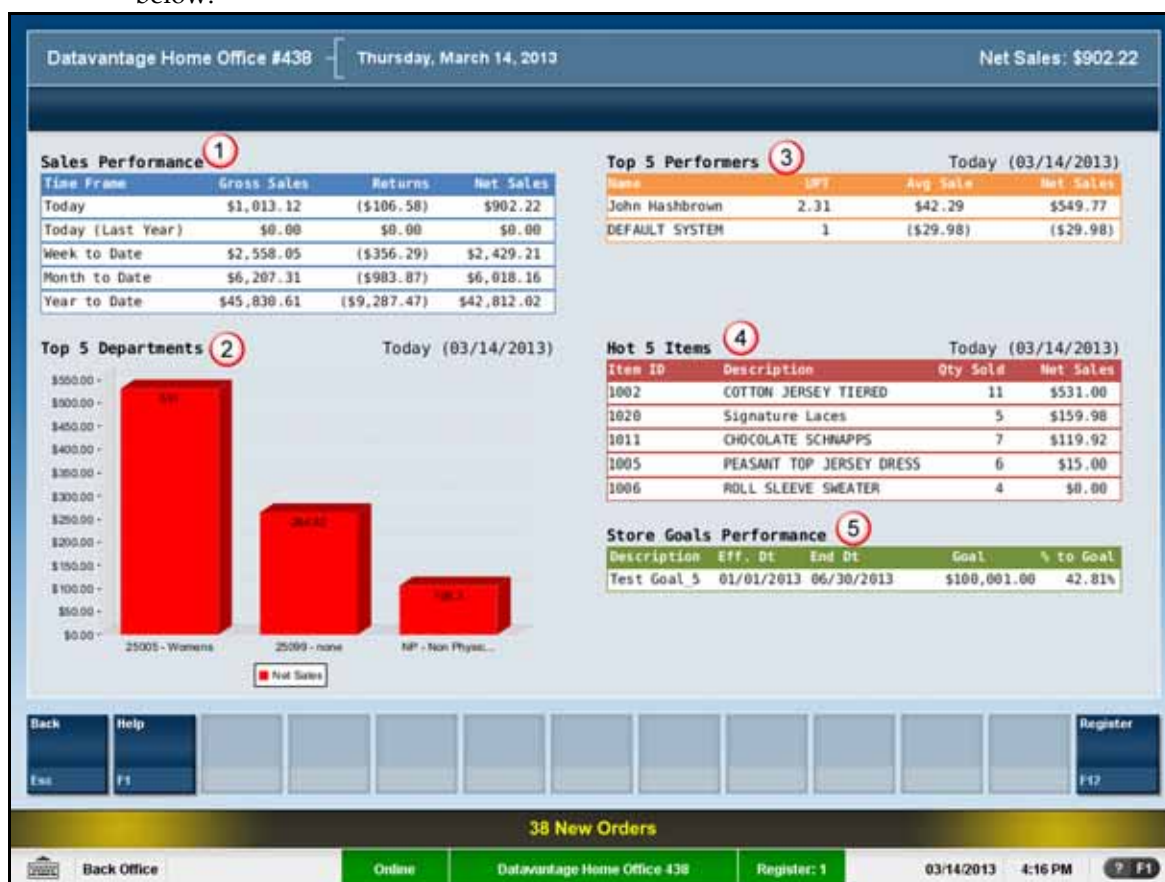 below.
Datavantage Home Office #438 Thursday, March 14, 2013 Net Sales: $902.22
Sales Performance 1
Time Frame Gross Sales Returns Net Sales
Today $1,013.12 ($106.58) $902.22
Today (Last Year) $0.00 $0.00 $0.00
Week to Date $2,558.05 ($356.29) $2,429.21
Month to Date $6,207.31 ($983.87) $6,018.16
Year to Date $45,830.61 ($9,287.47) $42,812.02
Top 5 Performers 3 Today (03/14/2013)
Name UPT Avg Sale Net Sales
John Hashbrown 2.31 $42.29 $549.77
DEFAULT SYSTEM 1 ($29.98) ($29.98)
Top 5 Departments 2 Today (03/14/2013)
$550.00
$500.00
$450.00
$400.00
$350.00
$300.00
$250.00
$200.00
$150.00
$100.00
$50.00
$0.00
25005 - Womens 25099 - none NP - Non Physic...
Net Sales
Hot 5 Items 4 Today (03/14/2013)
Item ID Description Qty Sold Net Sales
1002 COTTON JERSEY TIERED 11 $531.00
1020 Signature Laces 5 $159.98
1011 CHOCOLATE SCHNAPPS 7 $119.92
1005 PEASANT TOP JERSEY DRESS 6 $15.00
1006 ROLL SLEEVE SWEATER 4 $0.00
Store Goals Performance 5
Description Eff. Dt End Dt Goal % to Goal
Test Goal_5 01/01/2013 06/30/2013 $100,001.00 42.81%
Back Help Register
Esc F1 F12
38 New Orders
Back Office Online Datavantage Home Office 438 Register: 1 03/14/2013 4:16 PM ? F1